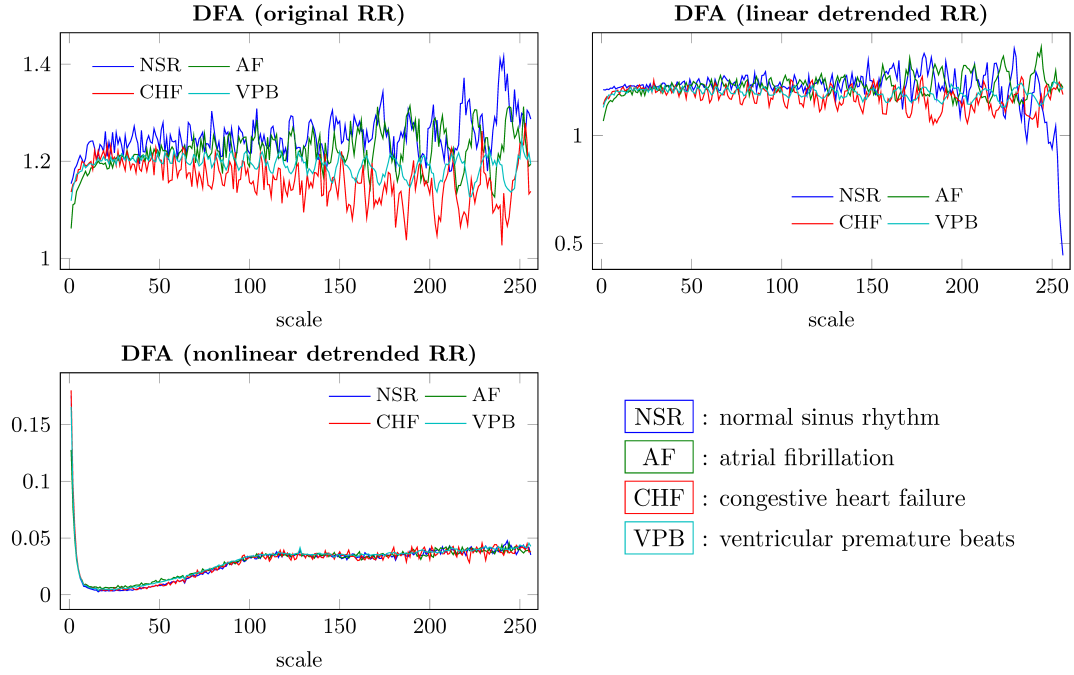 DFA (original RR)
NSR AF
CHF VPB
1.4
1.2
1
0 50 100 150 200 250
scale
DFA (linear detrended RR)
NSR AF
CHF VPB
1
0.5
0 50 100 150 200 250
scale
DFA (nonlinear detrended RR)
NSR AF
CHF VPB
0.15
0.1
0.05
0
0 50 100 150 200 250
scale
NSR : normal sinus rhythm
AF : atrial fibrillation
CHF : congestive heart failure
VPB : ventricular premature beats